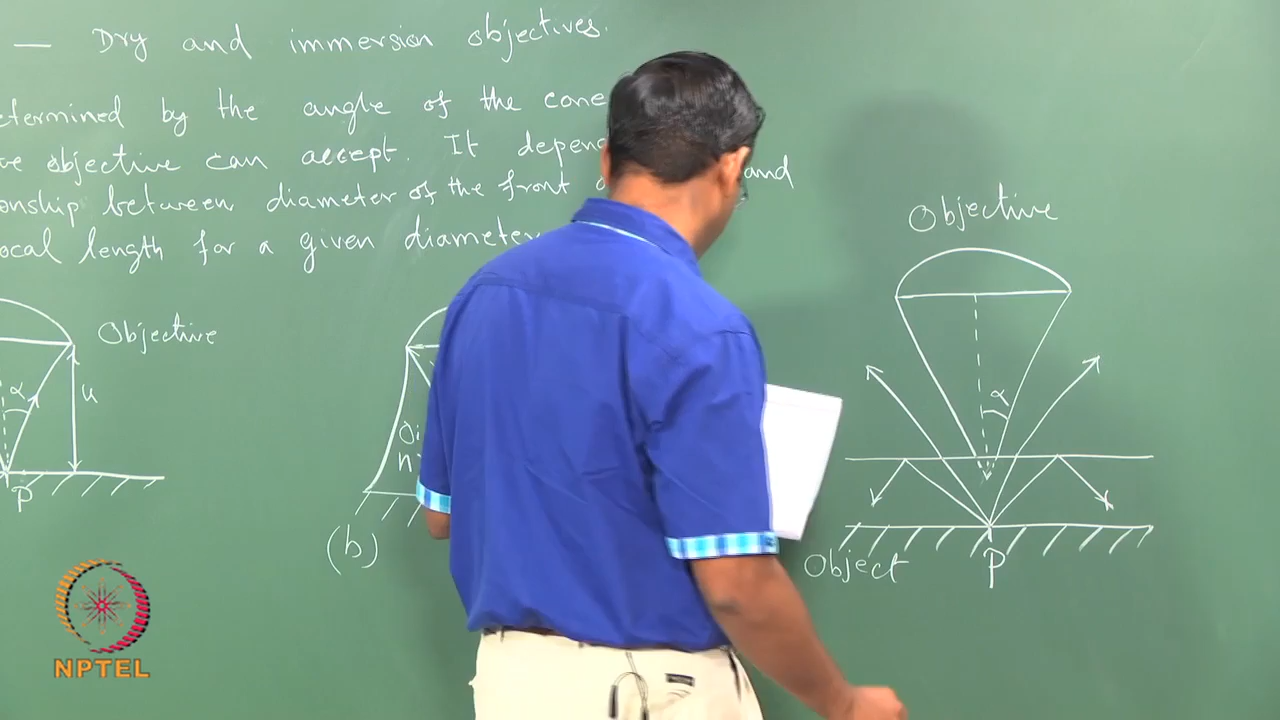 — Dry and immersion objectives.
etermined by the angle of the cone
ve objective can accept. It depen
onship between diameter of the front and
ocal length for a given diameter
Objective
Objective
α
u
α
Oi
n
P
(b)
Object
P
NPTEL